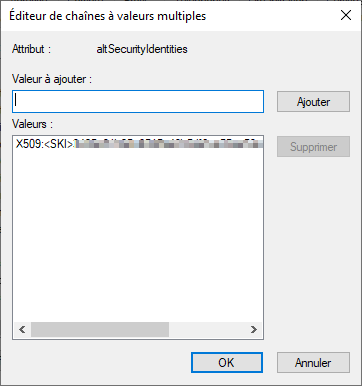 Éditeur de chaînes à valeurs multiples
Attribut : altSecurityIdentities
Valeur à ajouter :
Ajouter
Valeurs :
X509:<SKI>
Supprimer
OK
Annuler